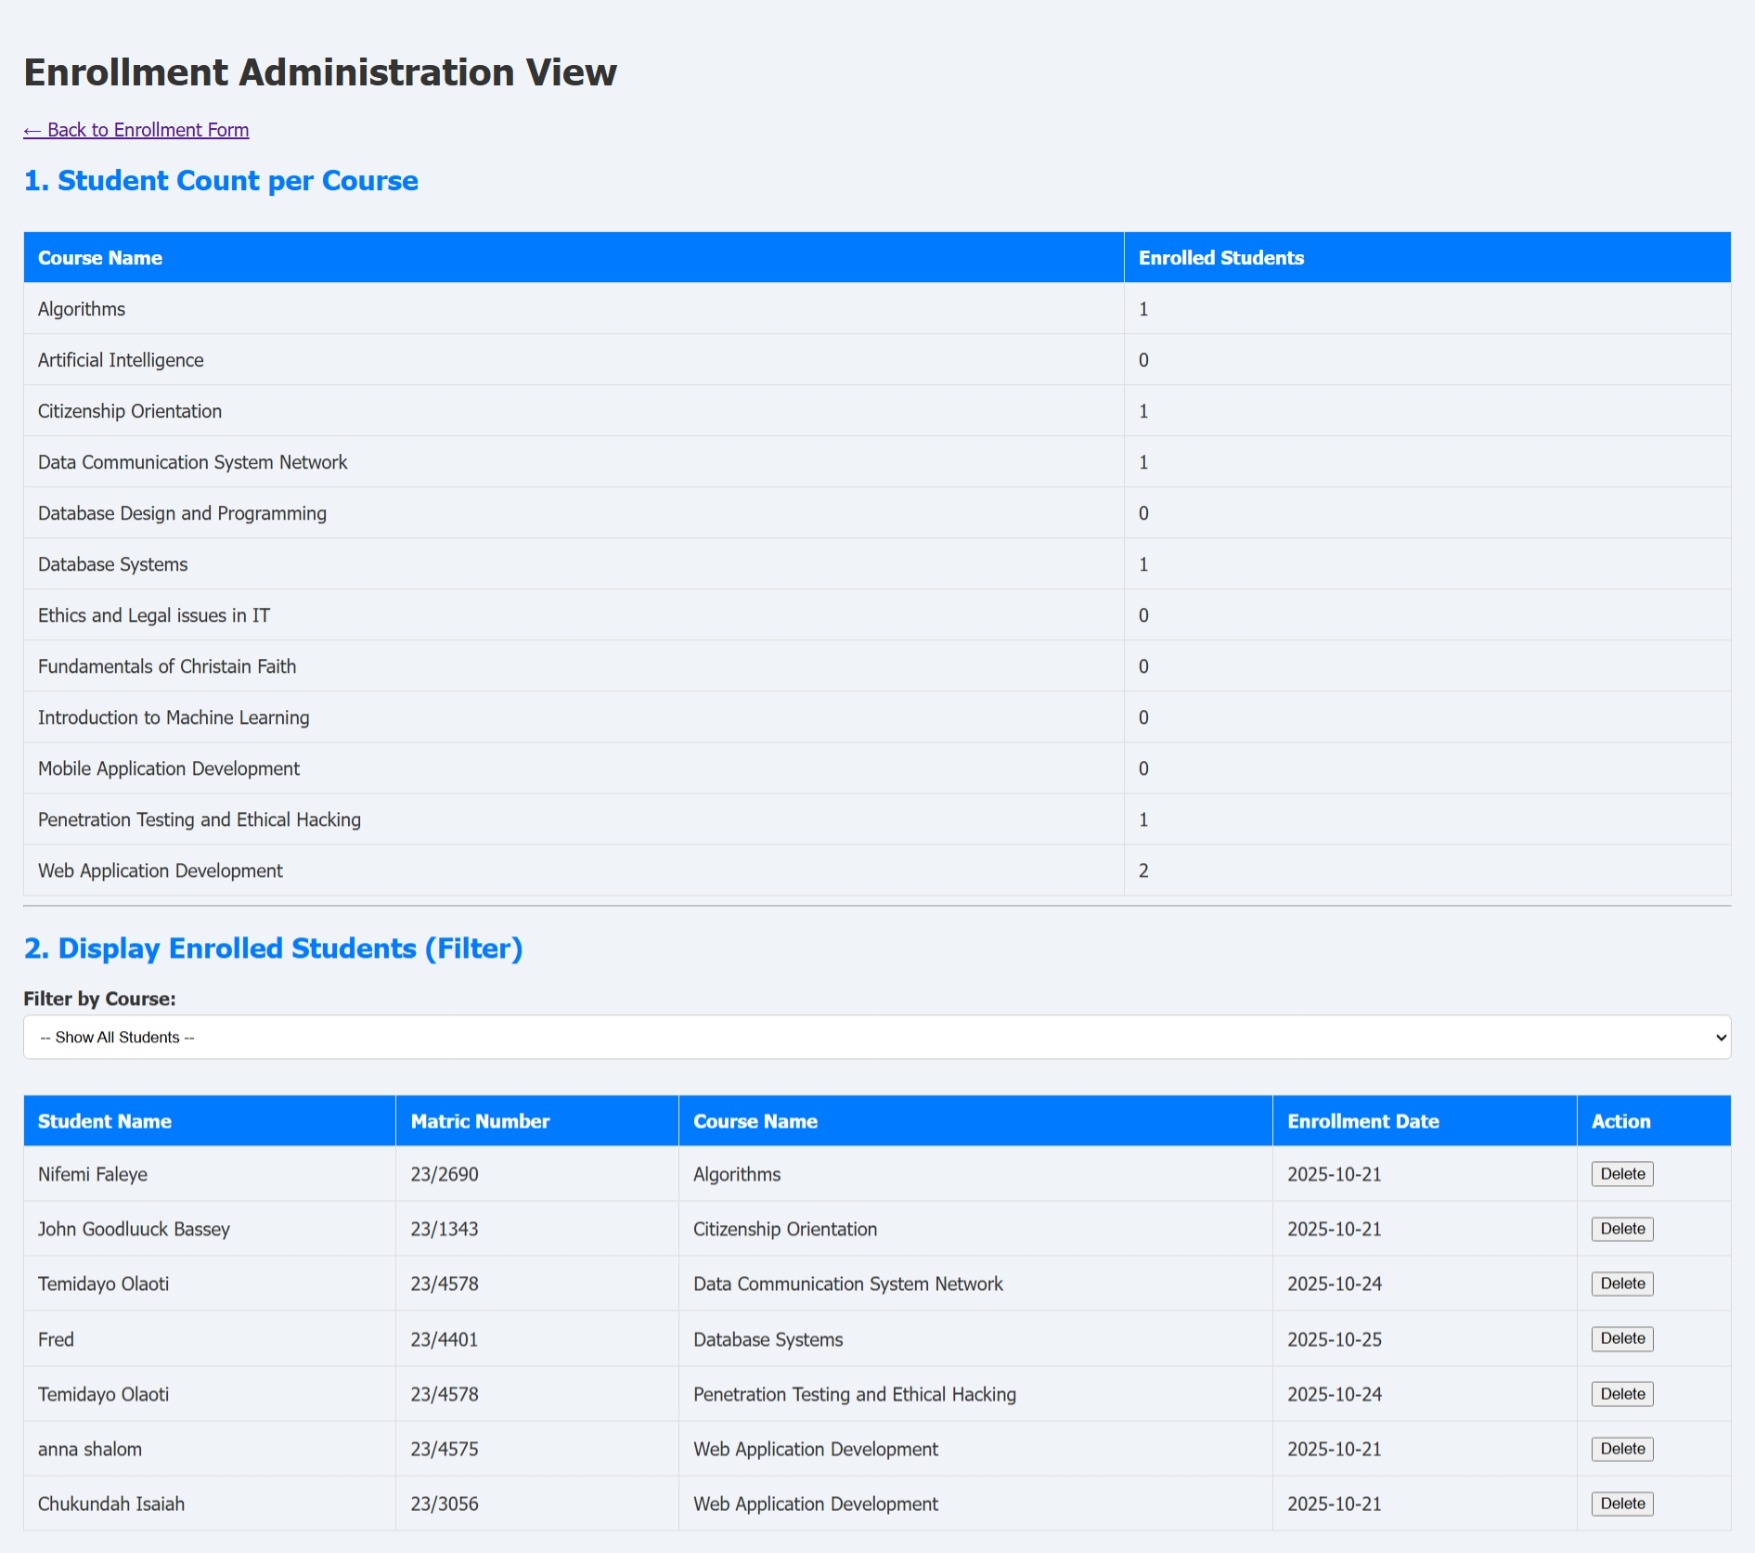 Enrollment Administration View
← Back to Enrollment Form
1. Student Count per Course
Course Name Enrolled Students
Algorithms 1
Artificial Intelligence 0
Citizenship Orientation 1
Data Communication System Network 1
Database Design and Programming 0
Database Systems 1
Ethics and Legal issues in IT 0
Fundamentals of Christain Faith 0
Introduction to Machine Learning 0
Mobile Application Development 0
Penetration Testing and Ethical Hacking 1
Web Application Development 2
2. Display Enrolled Students (Filter)
Filter by Course:
-- Show All Students --
Student Name Matric Number Course Name Enrollment Date Action
Nifemi Faleye 23/2690 Algorithms 2025-10-21 Delete
John Goodluuck Bassey 23/1343 Citizenship Orientation 2025-10-21 Delete
Temidayo Olaoti 23/4578 Data Communication System Network 2025-10-24 Delete
Fred 23/4401 Database Systems 2025-10-25 Delete
Temidayo Olaoti 23/4578 Penetration Testing and Ethical Hacking 2025-10-24 Delete
anna shalom 23/4575 Web Application Development 2025-10-21 Delete
Chukundah Isaiah 23/3056 Web Application Development 2025-10-21 Delete